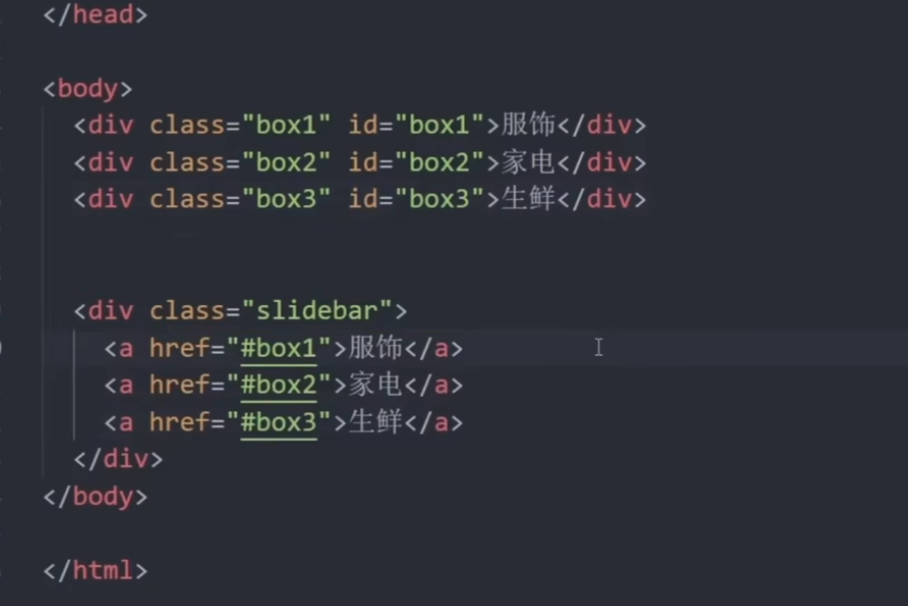 </head>
<body>
<div class="box1" id="box1">服饰</div>
<div class="box2" id="box2">家电</div>
<div class="box3" id="box3">生鲜</div>
<div class="slidebar">
<a href="#box1">服饰</a>
<a href="#box2">家电</a>
<a href="#box3">生鲜</a>
</div>
</body>
</html>